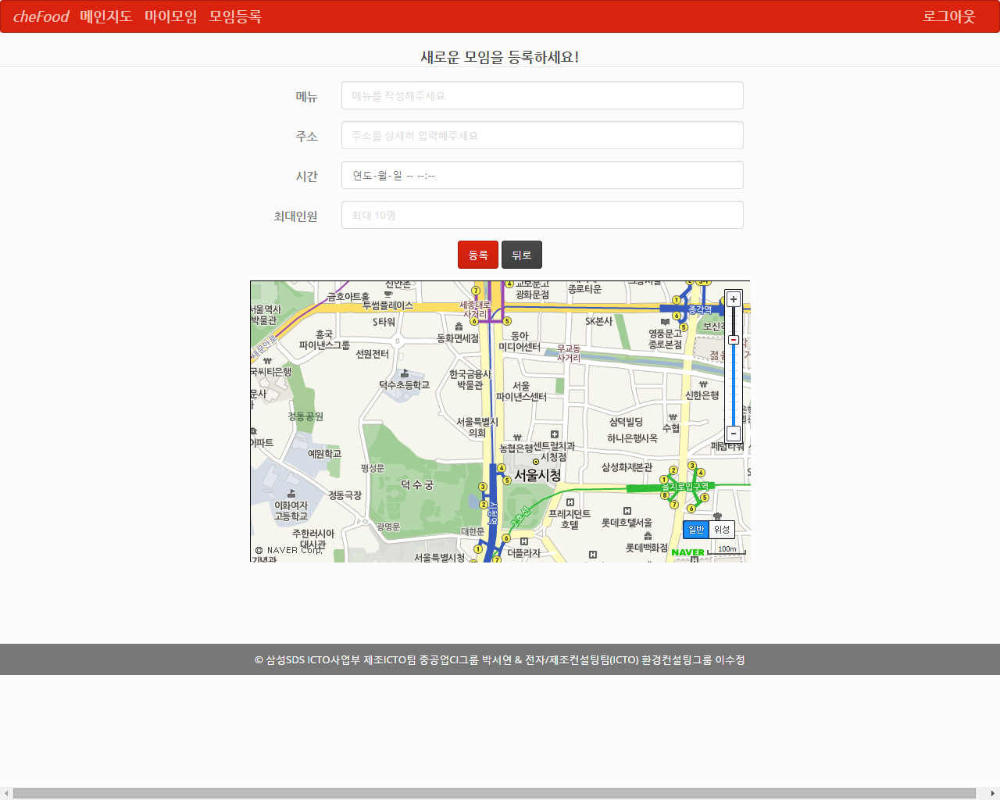 cheFood 메인지도 마이모임 모임등록 로그아웃
새로운 모임을 등록하세요!
메뉴 메뉴를 작성해주세요
주소 주소를 상세히 입력해주세요
시간 연도-월-일 -- --:--
최대인원 최대 10명
등록 뒤로
신안촌
교보문고
광화문점
종로타운
금호아트홀
투썸플레이스
세종대로
사거리
종각역
서울역사
박물관
S타워
SK본사
영풍문고
종로본점
흥국
파이낸스그룹
동화면세점
동아
미디어센터
무교동
사거리
새문안로
선원전터
덕수초등학교
한국금융사
박물관
서울
파이낸스센터
신한은행
정동공원
서울특별시
의회
삼덕빌딩
수협
하나은행사옥
농협은행
센트럴치과
시청점
예원학교
평성문
덕수궁
서울시청
삼성화재본관
을지로입구역
정동극장
이화여자
고등학교
시청역
2호선
프레지던트
호텔
롯데호텔서울
광명문
대한문
일반 위성
주한러시아
대사관
롯데백화점
더플라자
서울특별시청
© NAVER Corp.
NAVER 100m
© 삼성SDS ICTO사업부 제조ICTO팀 중공업CI그룹 박서연 & 전자/제조컨설팅팀(ICTO) 환경컨설팅그룹 이수정